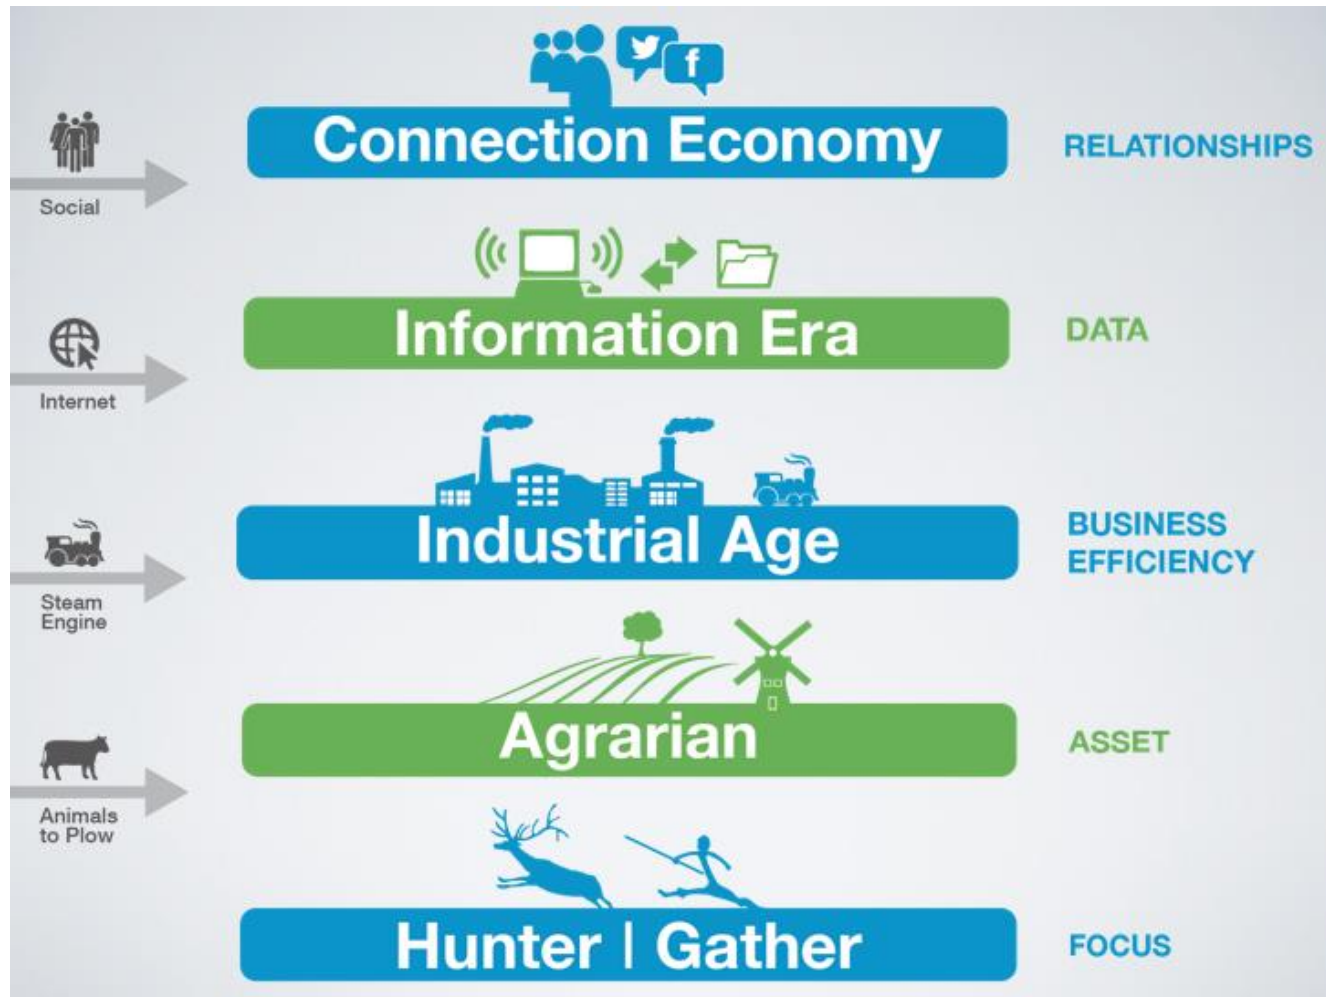 Connection Economy
RELATIONSHIPS
Social
Information Era
DATA
Internet
Industrial Age
BUSINESS
EFFICIENCY
Steam
Engine
Agrarian
ASSET
Animals
to Plow
Hunter | Gather
FOCUS